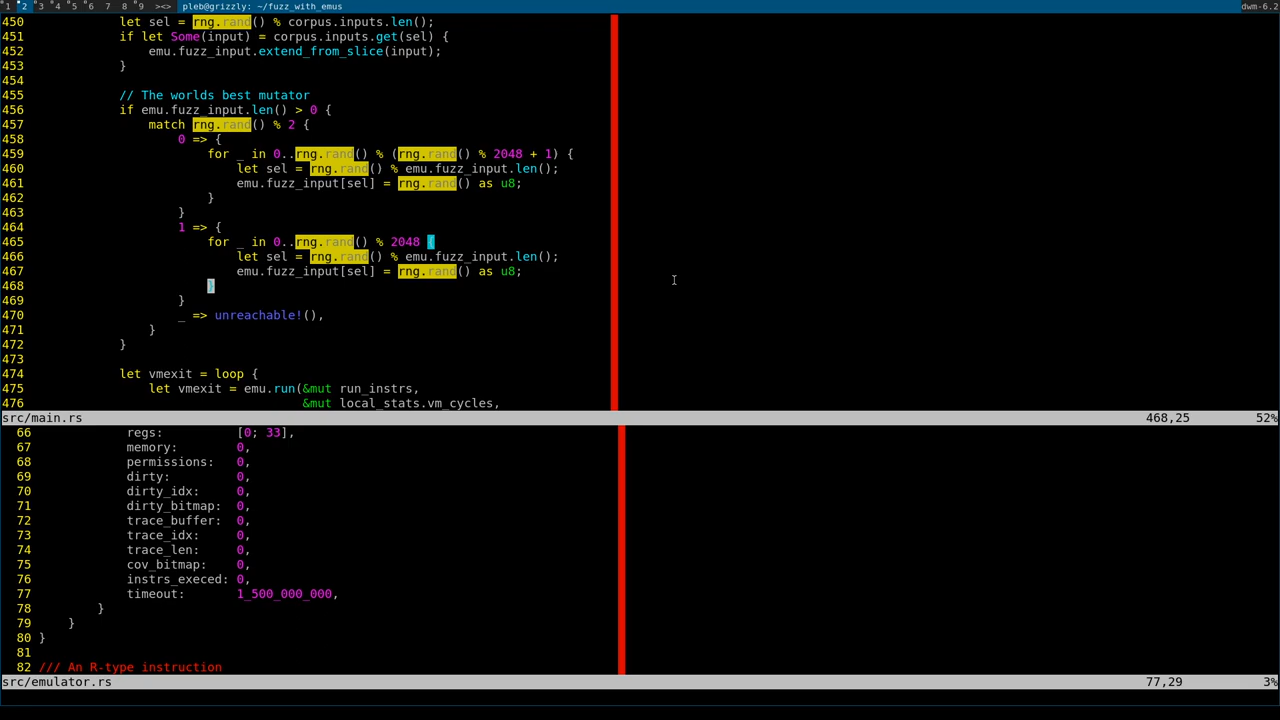 1 2 3 4 5 6 7 8 9 ><> pleb@grizzly: ~/fuzz_with_emus dwm-6.2
450             let sel = rng.rand() % corpus.inputs.len();
451             if let Some(input) = corpus.inputs.get(sel) {
452                 emu.fuzz_input.extend_from_slice(input);
453             }
454
455             // The worlds best mutator
456             if emu.fuzz_input.len() > 0 {
457                 match rng.rand() % 2 {
458                     0 => {
459                         for _ in 0..rng.rand() % (rng.rand() % 2048 + 1) {
460                             let sel = rng.rand() % emu.fuzz_input.len();
461                             emu.fuzz_input[sel] = rng.rand() as u8;
462                         }
463                     }
464                     1 => {
465                         for _ in 0..rng.rand() % 2048 {
466                             let sel = rng.rand() % emu.fuzz_input.len();
467                             emu.fuzz_input[sel] = rng.rand() as u8;
468                         }
469                     }
470                     _ => unreachable!(),
471                 }
472             }
473
474             let vmexit = loop {
475                 let vmexit = emu.run(&mut run_instrs,
476                                      &mut local_stats.vm_cycles,
src/main.rs 468,25 52%
66             regs:         [0; 33],
67             memory:       0,
68             permissions:  0,
69             dirty:        0,
70             dirty_idx:    0,
71             dirty_bitmap: 0,
72             trace_buffer: 0,
73             trace_idx:    0,
74             trace_len:    0,
75             cov_bitmap:   0,
76             instrs_execed: 0,
77             timeout:      1_500_000_000,
78         }
79     }
80 }
81
82 /// An R-type instruction
src/emulator.rs 77,29 3%